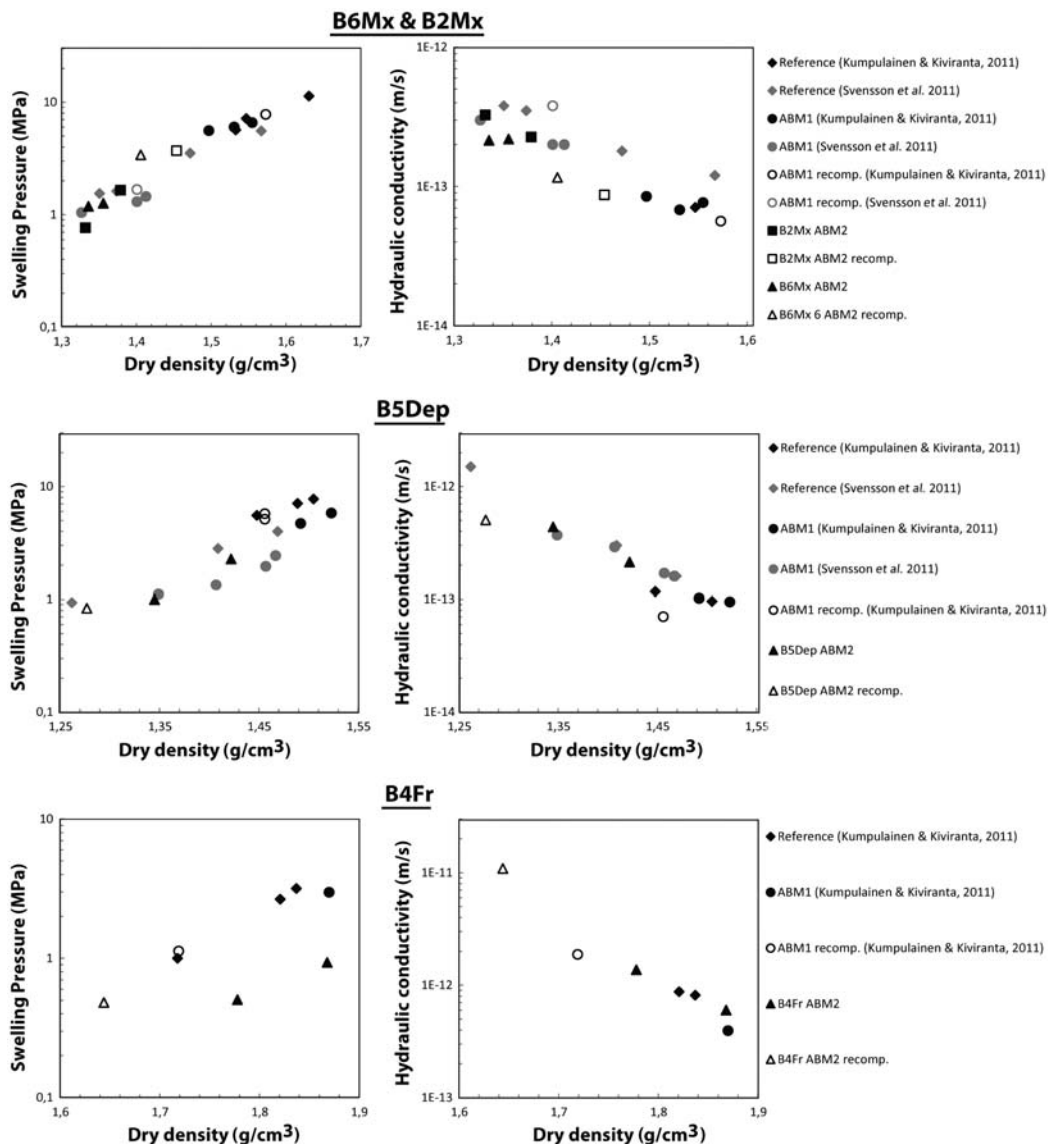 B6Mx & B2Mx
Swelling Pressure (MPa)
10
1
0,1
1,3 1,4 1,5 1,6 1,7
Dry density (g/cm³)
Hydraulic conductivity (m/s)
1E-12
1E-13
1E-14
1,3 1,4 1,5 1,6
Dry density (g/cm³)
Reference (Kumpulainen & Kiviranta, 2011)
Reference (Svensson et al. 2011)
ABM1 (Kumpulainen & Kiviranta, 2011)
ABM1 (Svensson et al. 2011)
ABM1 recomp. (Kumpulainen & Kiviranta, 2011)
ABM1 recomp. (Svensson et al. 2011)
B2Mx ABM2
B2Mx ABM2 recomp.
B6Mx ABM2
B6Mx 6 ABM2 recomp.
B5Dep
Swelling Pressure (MPa)
10
1
0,1
1,25 1,35 1,45 1,55
Dry density (g/cm³)
Hydraulic conductivity (m/s)
1E-12
1E-13
1E-14
1,25 1,35 1,45 1,55
Dry density (g/cm³)
Reference (Kumpulainen & Kiviranta, 2011)
Reference (Svensson et al. 2011)
ABM1 (Kumpulainen & Kiviranta, 2011)
ABM1 (Svensson et al. 2011)
ABM1 recomp. (Kumpulainen & Kiviranta, 2011)
B5Dep ABM2
B5Dep ABM2 recomp.
B4Fr
Swelling Pressure (MPa)
10
1
0,1
1,6 1,7 1,8 1,9
Dry density (g/cm³)
Hydraulic conductivity (m/s)
1E-11
1E-12
1E-13
1,6 1,7 1,8 1,9
Dry density (g/cm³)
Reference (Kumpulainen & Kiviranta, 2011)
ABM1 (Kumpulainen & Kiviranta, 2011)
ABM1 recomp. (Kumpulainen & Kiviranta, 2011)
B4Fr ABM2
B4Fr ABM2 recomp.